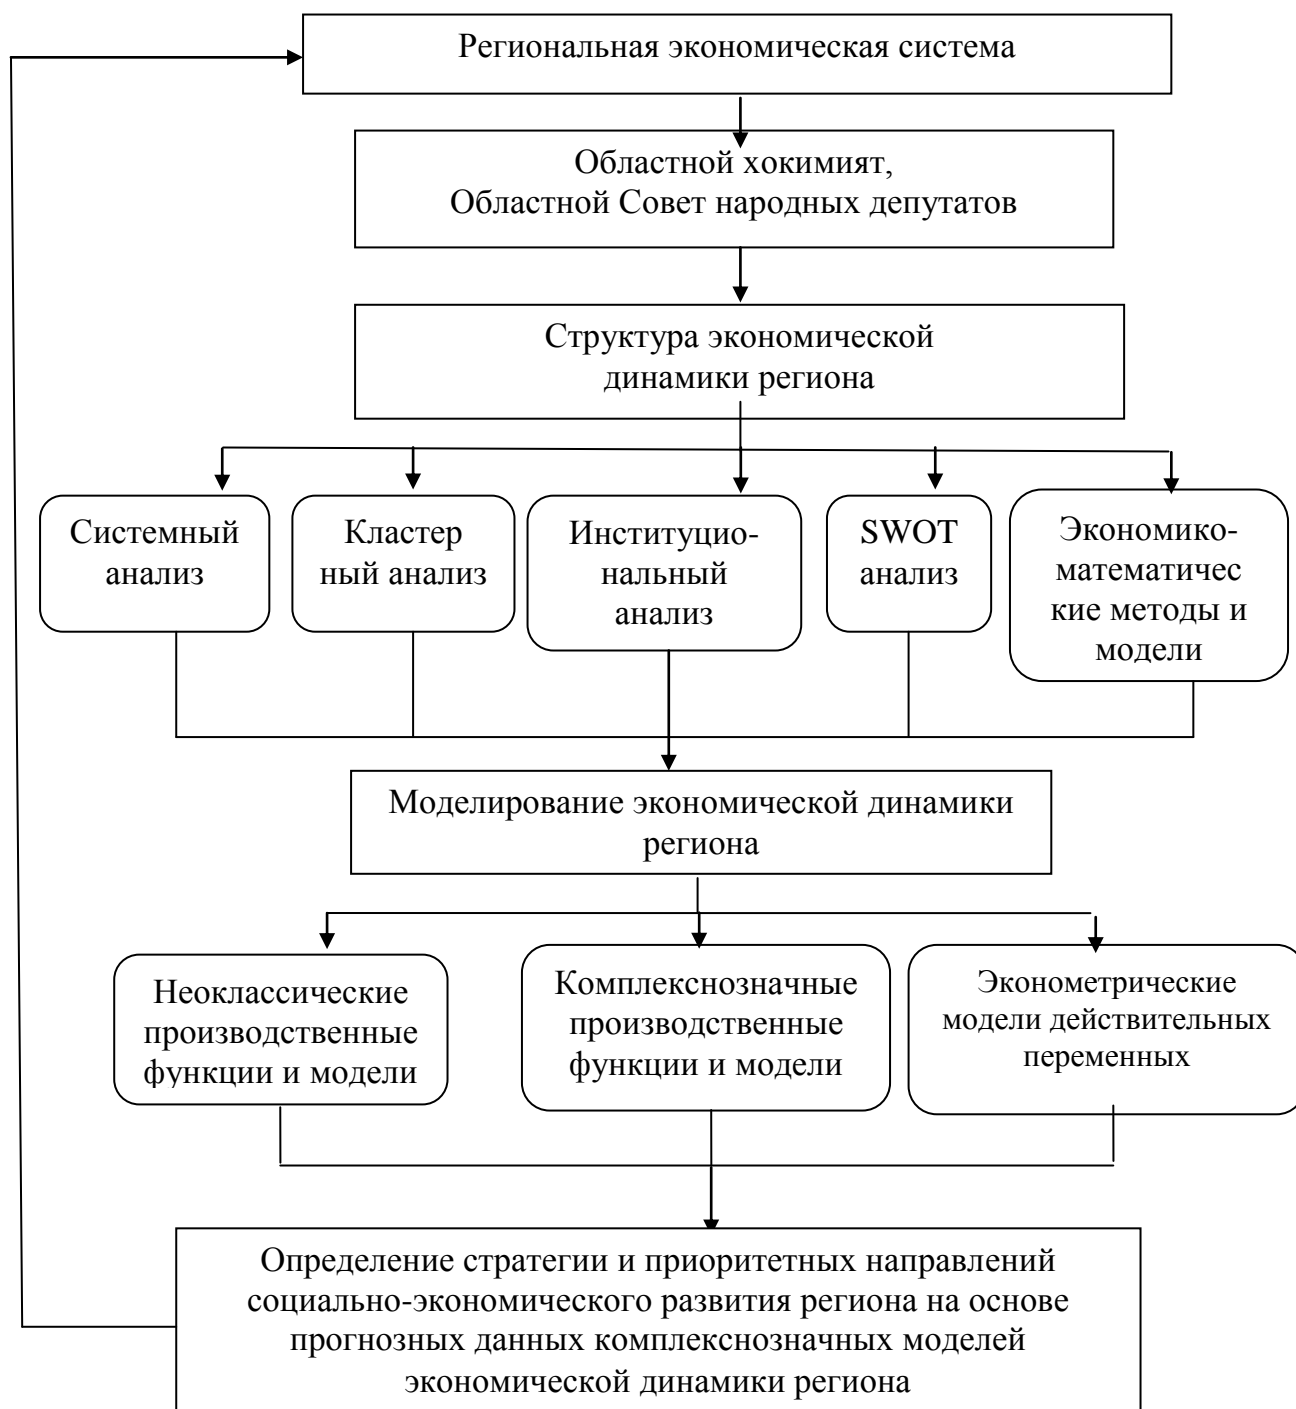 Региональная экономическая система
Областной хокимият,
Областной Совет народных депутатов
Структура экономической
динамики региона
Системный
анализ
Кластер
ный анализ
Институцио-
нальный
анализ
SWOT
анализ
Экономико-
математичес
кие методы и
модели
Моделирование экономической динамики
региона
Неоклассические
производственные
функции и модели
Комплекснозначные
производственные
функции и модели
Эконометрические
модели действительных
переменных
Определение стратегии и приоритетных направлений
социально-экономического развития региона на основе
прогнозных данных комплекснозначных моделей
экономической динамики региона